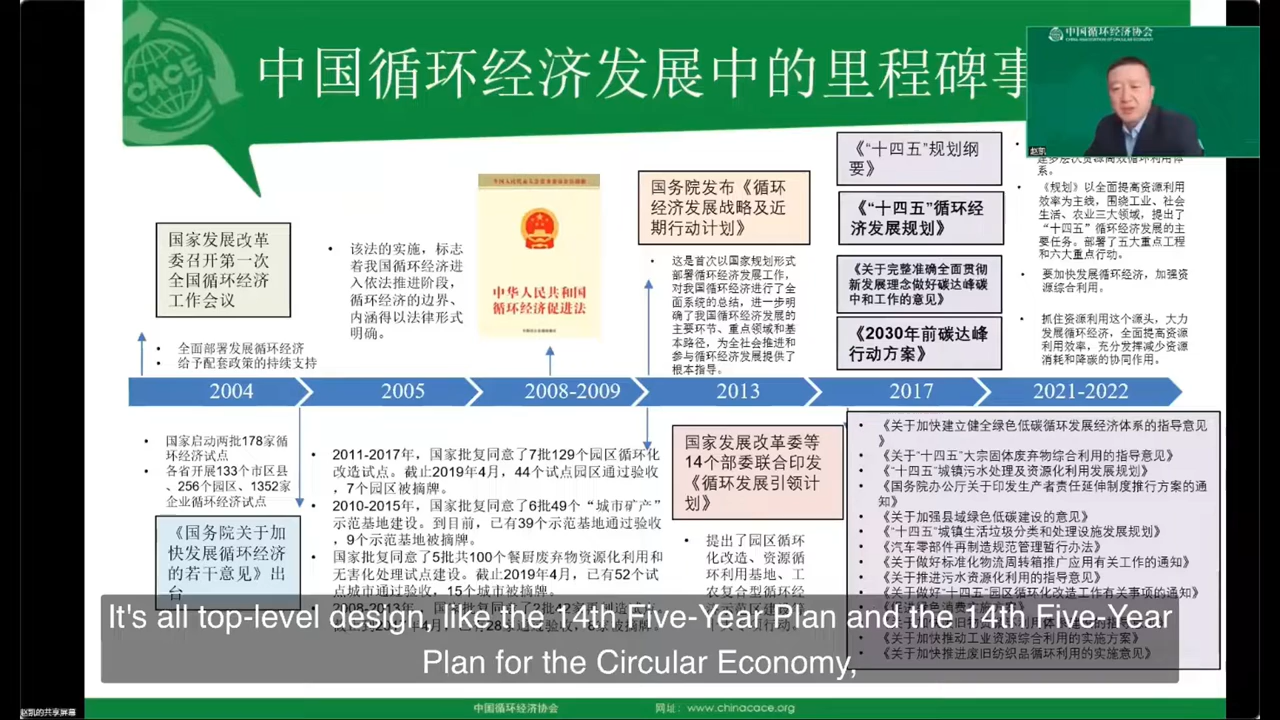 中国循环经济发展中的里程碑事
CACE
中国循环经济协会
CHINA ASSOCIATION OF CIRCULAR ECONOMY
赵凯
国家发展改革
委召开第一次
全国循环经济
工作会议
• 全面部署发展循环经济
• 给予配套政策的持续支持
• 该法的实施，标志
着我国循环经济进
入依法推进阶段，
循环经济的边界、
内涵得以法律形式
明确。
中华人民共和国
循环经济促进法
国务院发布《循环
经济发展战略及近
期行动计划》
• 这是首次以国家规划形式
部署循环经济发展工作，
对我国循环经济进行了全
面系统的总结，进一步明
确了我国循环经济发展的
主要环节、重点领域和基
本路径，为全社会推进和
参与循环经济发展提供了
根本指导。
《“十四五”规划纲
要》
《“十四五”循环经
济发展规划》
《关于完整准确全面贯彻
新发展理念做好碳达峰碳
中和工作的意见》
《2030年前碳达峰
行动方案》
系。
• 《规划》以全面提高资源利用
效率为主线，围绕工业、社会
生活、农业三大领域，提出了
“十四五”循环经济发展的主
要任务。部署了五大重点工程
和六大重点行动。
• 要加快发展循环经济，加强资
源综合利用。
• 抓住资源利用这个源头，大力
发展循环经济，全面提高资源
利用效率，充分发挥减少资源
消耗和降碳的协同作用。
2004
2005
2008-2009
2013
2017
2021-2022
• 国家启动两批178家循
环经济试点
• 各省开展133个市区县
、256个园区、1352家
企业循环经济试点
《国务院关于加
快发展循环经济
的若干意见》出
台
• 2011-2017年，国家批复同意了7批129个园区循环化
改造试点。截止2019年4月，44个试点园区通过验收
，7个园区被摘牌。
• 2010-2015年，国家批复同意了6批49个“城市矿产”
示范基地建设。到目前，已有39个示范基地通过验收
，9个示范基地被摘牌。
• 国家批复同意了5批共100个餐厨废弃物资源化利用和
无害化处理试点建设。截止2019年4月，已有52个试
点城市通过验收，15个城市被摘牌。
国家发展改革委等
14个部委联合印发
《循环发展引领计
划》
• 提出了园区循环
化改造、资源循
环利用基地、工
农复合型循环经
• 《关于加快建立健全绿色低碳循环发展经济体系的指导意见
》
• 《关于“十四五”大宗固体废弃物综合利用的指导意见》
• 《“十四五”城镇污水处理及资源化利用发展规划》
• 《国务院办公厅关于印发生产者责任延伸制度推行方案的通
知》
• 《关于加强县域绿色低碳建设的意见》
• 《“十四五”城镇生活垃圾分类和处理设施发展规划》
• 《汽车零部件再制造规范管理暂行办法》
• 《关于做好标准化物流周转箱推广应用有关工作的通知》
• 《关于推进污水资源化利用的指导意见》
• 《关于做好“十四五”园区循环化改造工作有关事项的通知》
《关于加快推动工业资源综合利用的实施方案》
《关于加快推进废旧纺织品循环利用的实施意见》
It's all top-level design, like the 14th Five-Year Plan and the 14th Five-Year
Plan for the Circular Economy,
中国循环经济协会
网址：www.chinacace.org
赵凯的共享屏幕